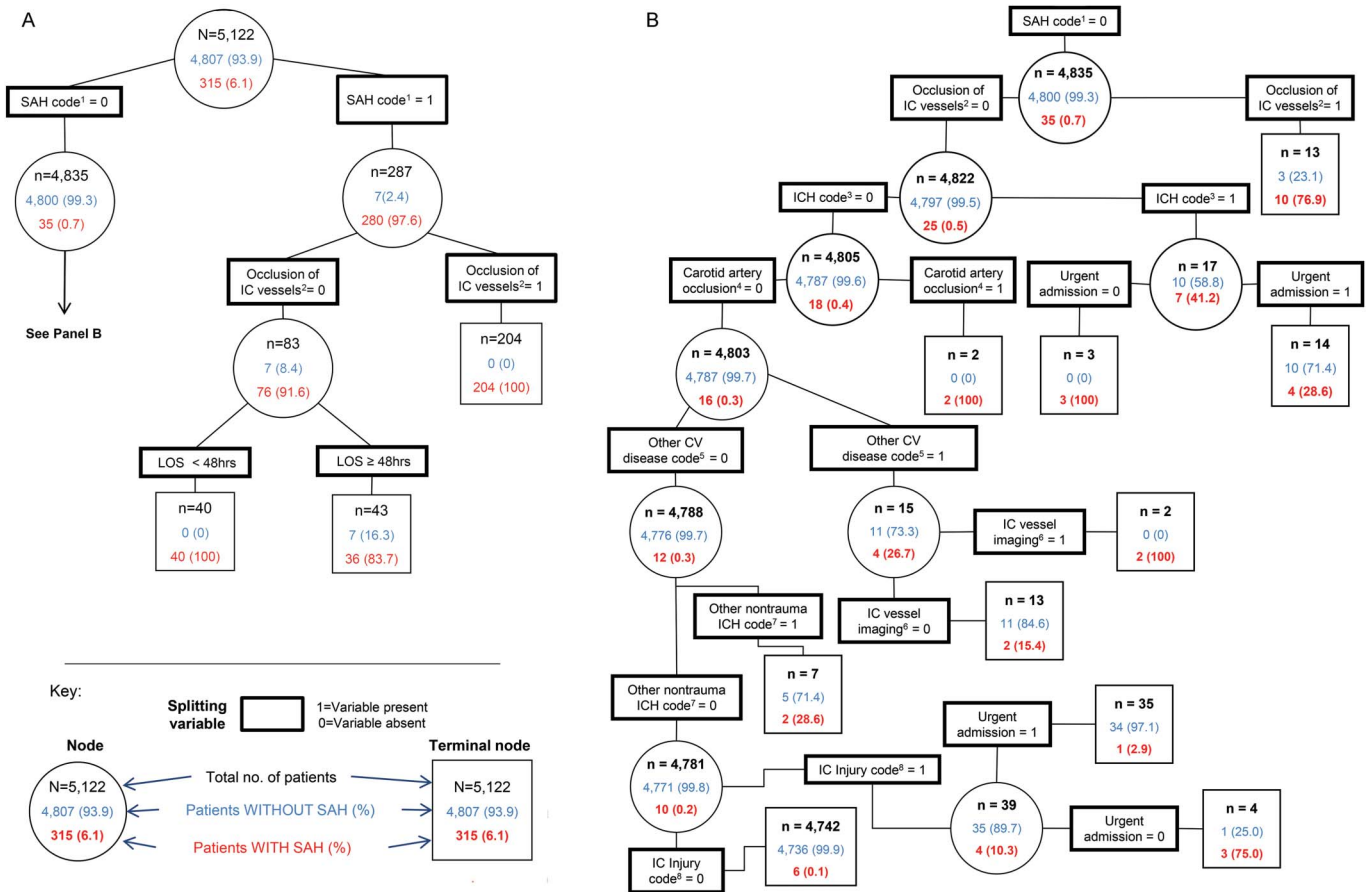 A
N=5,122
4,807 (93.9)
315 (6.1)
SAH code¹ = 0
SAH code¹ = 1
n=4,835
4,800 (99.3)
35 (0.7)
n=287
7(2.4)
280 (97.6)
See Panel B
Occlusion of
IC vessels²= 0
Occlusion of
IC vessels²= 1
n=83
7 (8.4)
76 (91.6)
n=204
0 (0)
204 (100)
LOS < 48hrs
LOS ≥ 48hrs
n=40
0 (0)
40 (100)
n=43
7 (16.3)
36 (83.7)
Key:
Splitting
variable
1=Variable present
0=Variable absent
Node
Terminal node
N=5,122
4,807 (93.9)
315 (6.1)
Total no. of patients
Patients WITHOUT SAH (%)
Patients WITH SAH (%)
N=5,122
4,807 (93.9)
315 (6.1)
B
SAH code¹ = 0
n = 4,835
4,800 (99.3)
35 (0.7)
Occlusion of
IC vessels² = 0
Occlusion of
IC vessels²= 1
n = 13
3 (23.1)
10 (76.9)
n = 4,822
4,797 (99.5)
25 (0.5)
ICH code³ = 0
ICH code³ = 1
n = 4,805
4,787 (99.6)
18 (0.4)
n = 17
10 (58.8)
7 (41.2)
Carotid artery
occlusion⁴ = 0
Carotid artery
occlusion⁴ = 1
Urgent
admission = 0
Urgent
admission = 1
n = 4,803
4,787 (99.7)
16 (0.3)
n = 2
0 (0)
2 (100)
n = 3
0 (0)
3 (100)
n = 14
10 (71.4)
4 (28.6)
Other CV
disease code⁵ = 0
Other CV
disease code⁵ = 1
n = 4,788
4,776 (99.7)
12 (0.3)
n = 15
11 (73.3)
4 (26.7)
IC vessel
imaging⁶ = 1
n = 2
0 (0)
2 (100)
IC vessel
imaging⁶ = 0
n = 13
11 (84.6)
2 (15.4)
Other nontrauma
ICH code⁷ = 1
n = 7
5 (71.4)
2 (28.6)
Other nontrauma
ICH code⁷ = 0
n = 4,781
4,771 (99.8)
10 (0.2)
IC Injury code⁸ = 1
Urgent
admission = 1
n = 35
34 (97.1)
1 (2.9)
n = 39
35 (89.7)
4 (10.3)
Urgent
admission = 0
n = 4
1 (25.0)
3 (75.0)
IC Injury
code⁸ = 0
n = 4,742
4,736 (99.9)
6 (0.1)